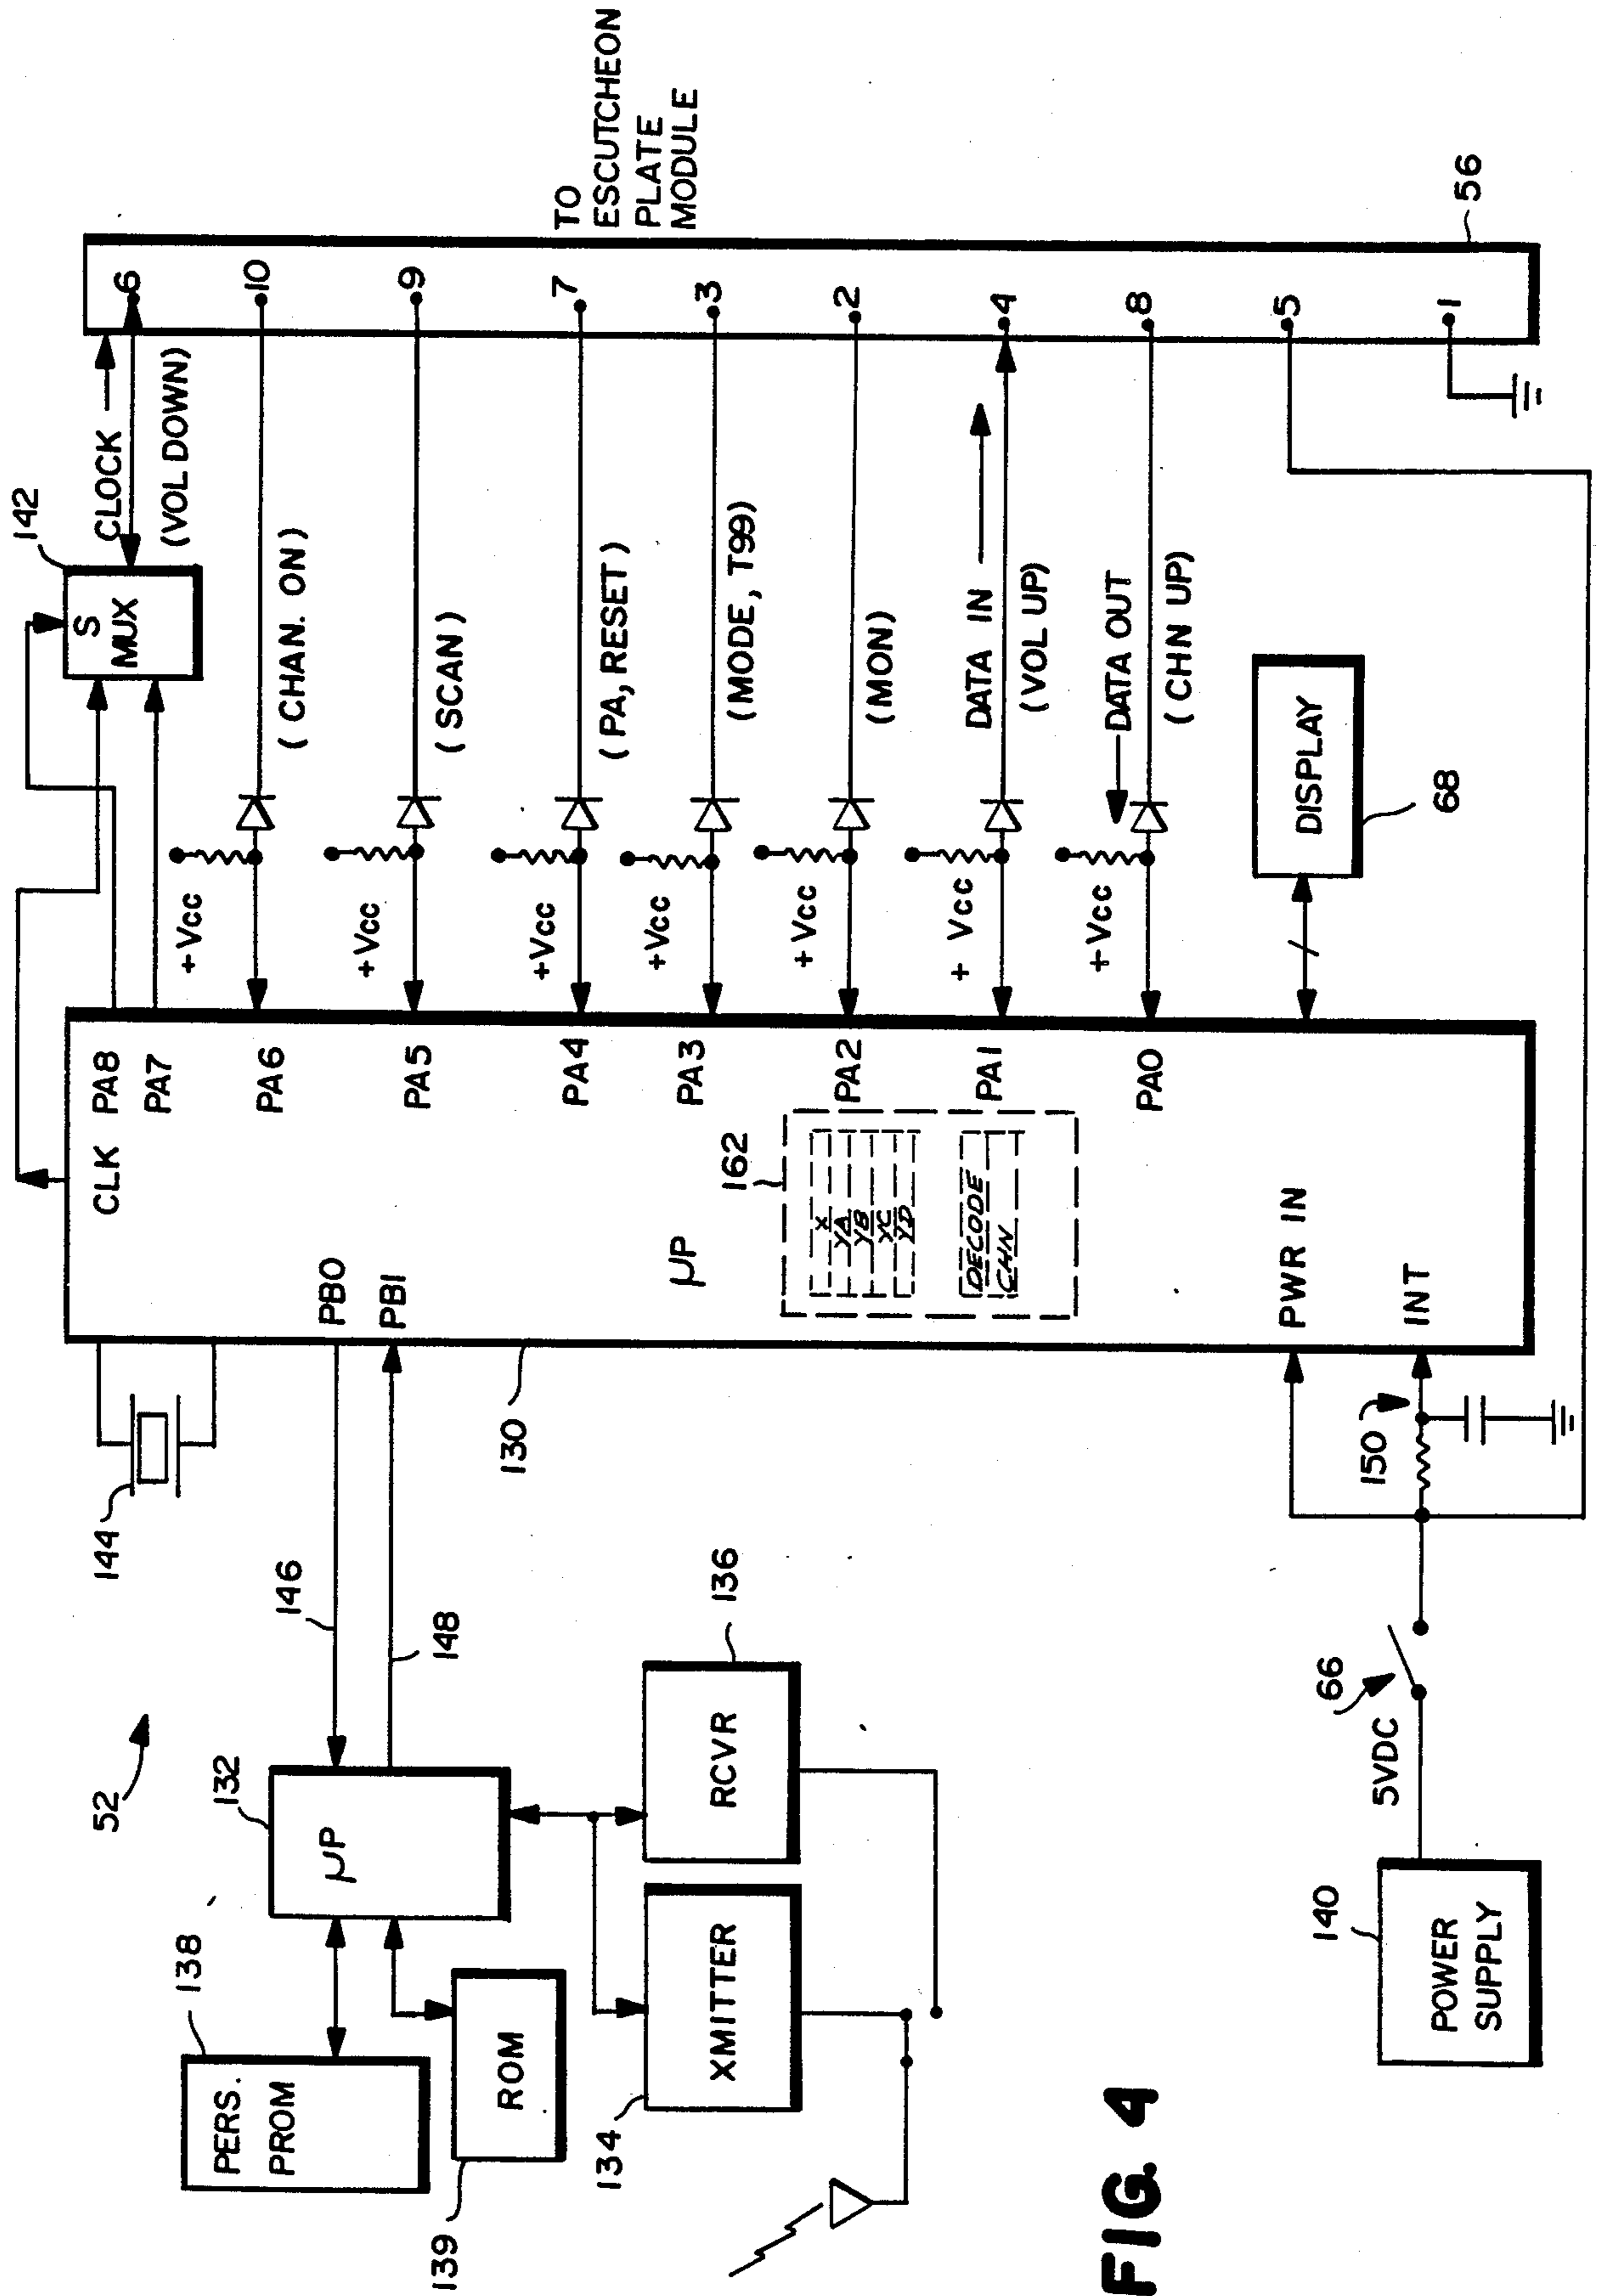 52
PERS.
PROM
138
ROM
139
µP
132
146
148
XMITTER
134
RCVR
136
144
POWER
SUPPLY
140
5VDC
66
150
130
CLK
PA8
PA7
PA6
PA5
PA4
PA3
PA2
PA1
PA0
PB0
PB1
µP
162
X
YA
YB
YC
YD
DECODE
CHN
PWR IN
INT
+Vcc
+Vcc
+Vcc
+Vcc
+Vcc
+Vcc
+Vcc
142
S
MUX
CLOCK
(VOL DOWN)
(CHAN. ON)
(SCAN)
(PA, RESET)
(MODE, T99)
(MON)
DATA IN
(VOL UP)
DATA OUT
(CHN UP)
DISPLAY
68
6
10
9
7
3
2
4
8
5
1
56
TO
ESCUTCHEON
PLATE
MODULE
FIG. 4